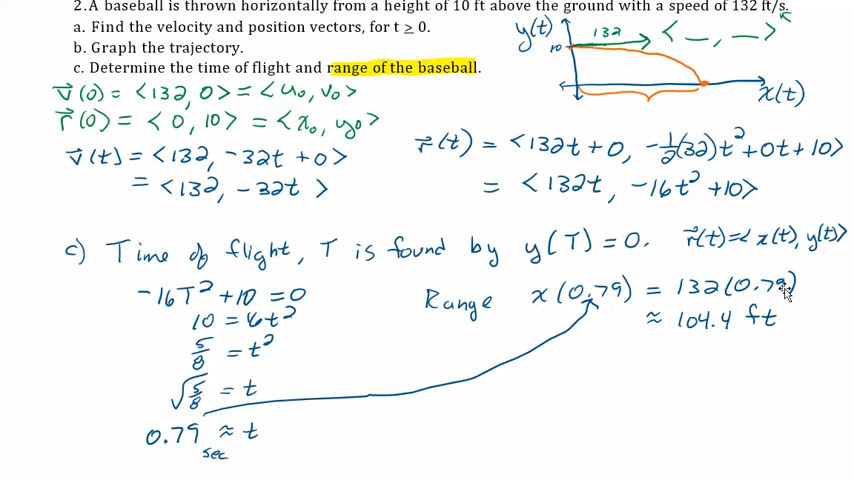 2. A baseball is thrown horizontally from a height of 10 ft above the ground with a speed of 132 ft/s.
a. Find the velocity and position vectors, for t ≥ 0.
b. Graph the trajectory.
c. Determine the time of flight and range of the baseball.
y(t)
10
132
< _, _ >
x(t)
v⃗(0) = <132, 0> = <u₀, v₀>
r⃗(0) = <0, 10> = <x₀, y₀>
v⃗(t) = <132, -32t + 0>
= <132, -32t >
r⃗(t) = <132t + 0, -½(32)t² + 0t + 10>
= <132t, -16t² + 10>
c) Time of flight, T is found by y(T) = 0. r⃗(t) = <x(t), y(t)>
-16T² + 10 = 0
10 = 6t²
5/8 = t²
√5/8 = t
0.79 ≈ t
sec
Range x(0.79) = 132(0.79)
≈ 104.4 ft